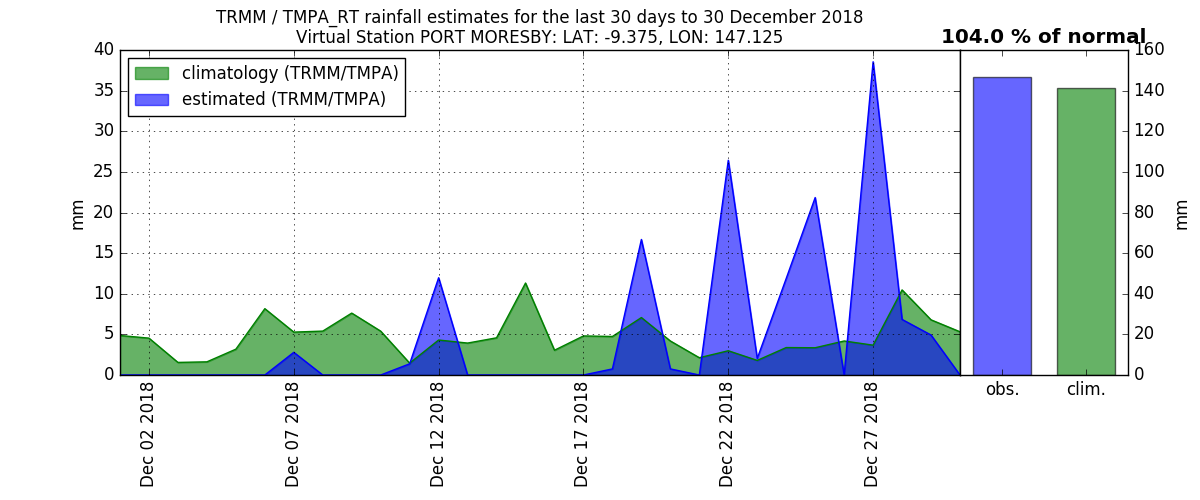 TRMM / TMPA_RT rainfall estimates for the last 30 days to 30 December 2018
Virtual Station PORT MORESBY: LAT: -9.375, LON: 147.125
104.0 % of normal
climatology (TRMM/TMPA)
estimated (TRMM/TMPA)
mm
40
35
30
25
20
15
10
5
0
Dec 02 2018
Dec 07 2018
Dec 12 2018
Dec 17 2018
Dec 22 2018
Dec 27 2018
160
140
120
100
80
60
40
20
0
mm
obs.
clim.